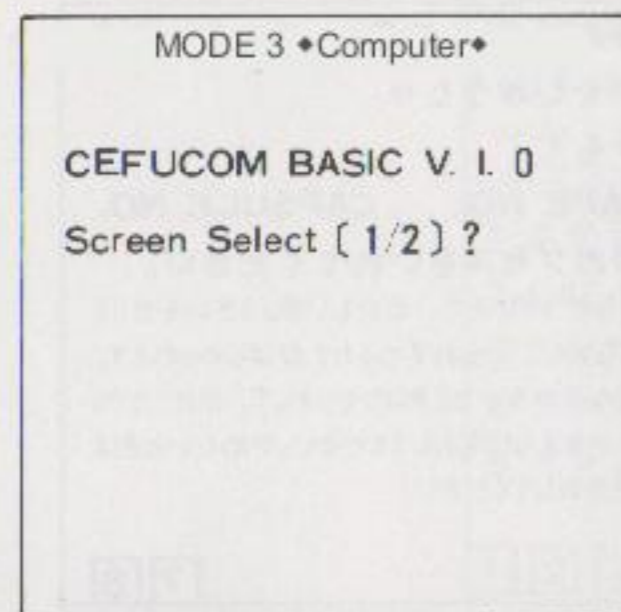 MODE 3 ◆Computer◆
CEFUCOM BASIC V. I. 0
Screen Select [ 1/2 ] ?